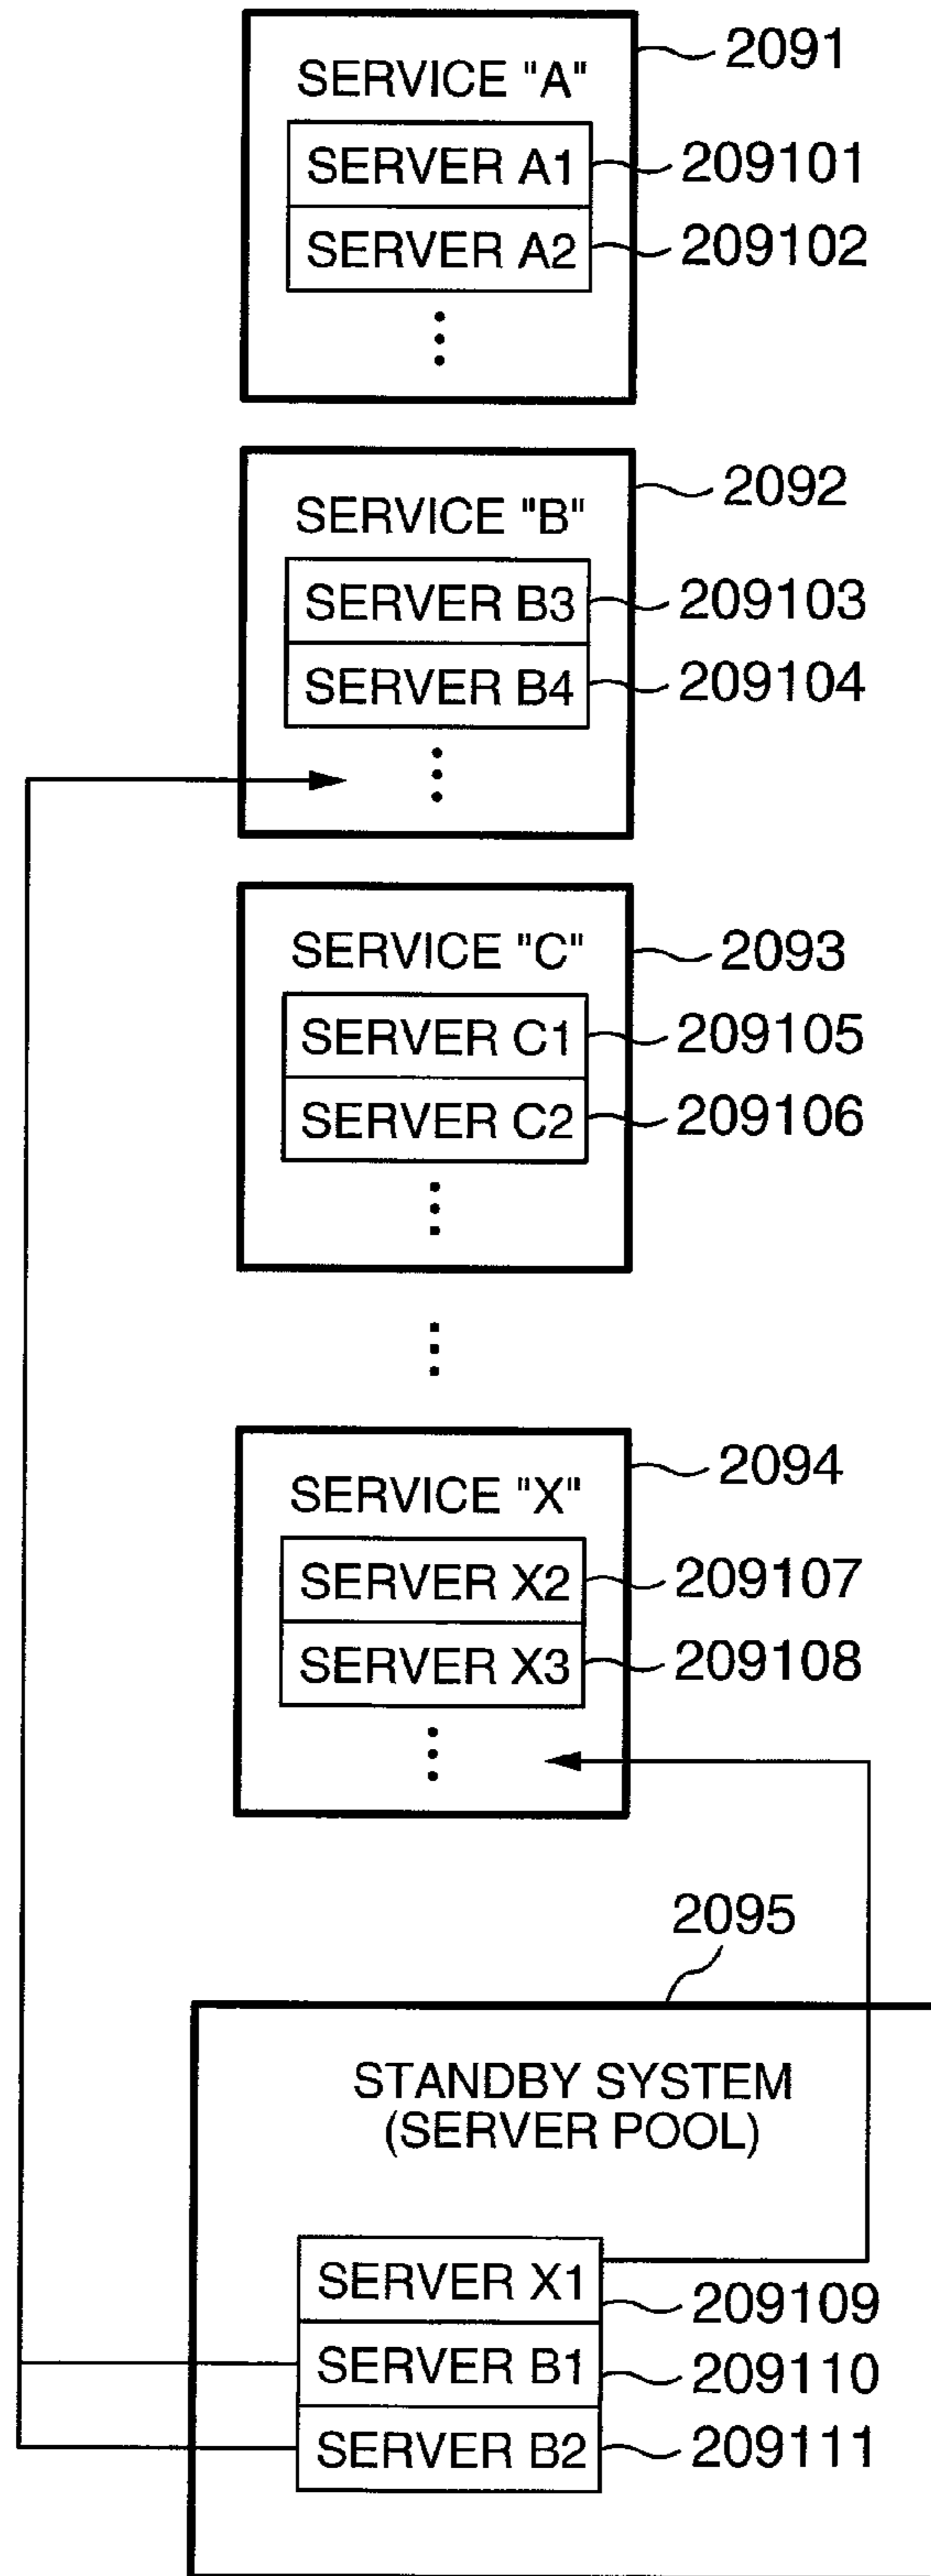 SERVICE "A"
2091
SERVER A1
209101
SERVER A2
209102
SERVICE "B"
2092
SERVER B3
209103
SERVER B4
209104
SERVICE "C"
2093
SERVER C1
209105
SERVER C2
209106
SERVICE "X"
2094
SERVER X2
209107
SERVER X3
209108
2095
STANDBY SYSTEM
(SERVER POOL)
SERVER X1
209109
SERVER B1
209110
SERVER B2
209111